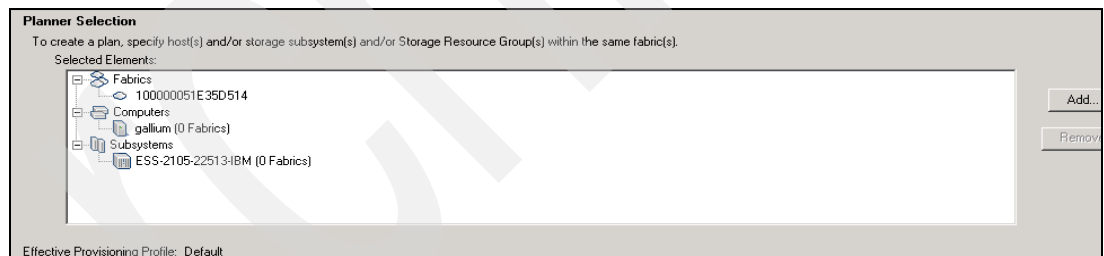 Planner Selection
To create a plan, specify host(s) and/or storage subsystem(s) and/or Storage Resource Group(s) within the same fabric(s).
Selected Elements:
Fabrics
100000051E35D514
Add...
Computers
gallium (0 Fabrics)
Remove
Subsystems
ESS-2105-22513-IBM (0 Fabrics)
Effective Provisioning Profile: Default